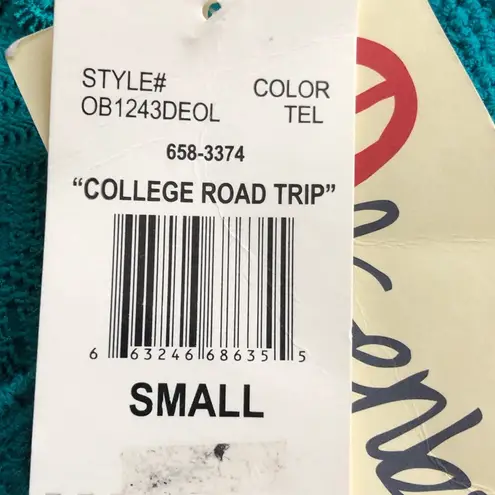 STYLE# COLOR
OB1243DEOL TEL
658-3374
“COLLEGE ROAD TRIP”
6 63246 68635 5
SMALL